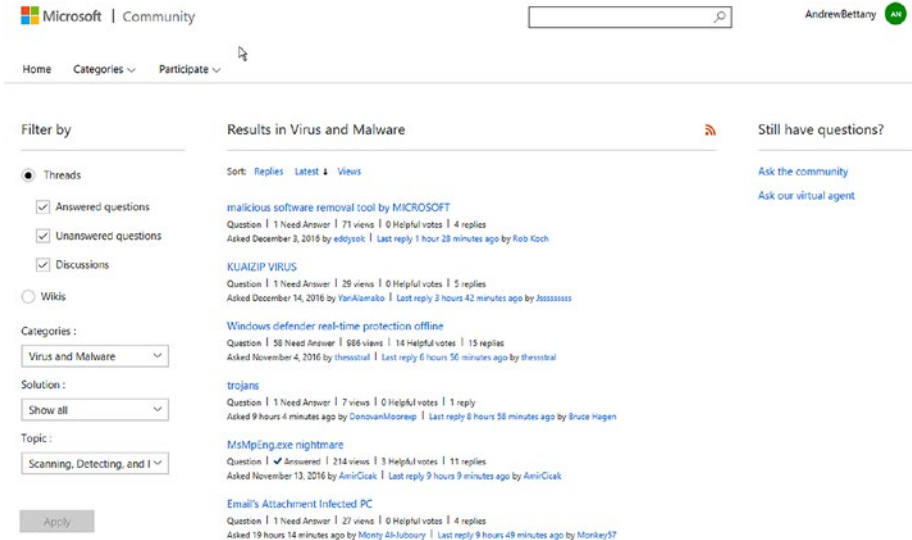 Microsoft | Community
AndrewBettany AN
Home Categories Participate
Filter by
Threads
Answered questions
Unanswered questions
Discussions
Wikis
Categories :
Virus and Malware
Solution :
Show all
Topic :
Scanning, Detecting, and I
Apply
Results in Virus and Malware
Sort: Replies Latest Views
malicious software removal tool by MICROSOFT
Question | 1 Need Answer | 71 views | 0 Helpful votes | 4 replies
Asked December 3, 2016 by eddysok | Last reply 1 hour 28 minutes ago by Rob Koch
KUAIZIP VIRUS
Question | 1 Need Answer | 29 views | 0 Helpful votes | 5 replies
Asked December 14, 2016 by YanAlamako | Last reply 3 hours 42 minutes ago by
Windows defender real-time protection offline
Question | 58 Need Answer | 986 views | 14 Helpful votes | 15 replies
Asked November 4, 2016 by thessstral | Last reply 6 hours 56 minutes ago by thessstral
trojans
Question | 1 Need Answer | 7 views | 0 Helpful votes | 1 reply
Asked 9 hours 4 minutes ago by DonovanMoorexp | Last reply 8 hours 58 minutes ago by Bruce Hagen
MsMpEng.exe nightmare
Question | Answered | 214 views | 3 Helpful votes | 11 replies
Asked November 13, 2016 by AmirCicak | Last reply 9 hours 9 minutes ago by AmirCicak
Email's Attachment Infected PC
Question | 1 Need Answer | 27 views | 0 Helpful votes | 4 replies
Asked 19 hours 14 minutes ago by Monty Al-Juboury | Last reply 9 hours 49 minutes ago by Monkey57
Still have questions?
Ask the community
Ask our virtual agent